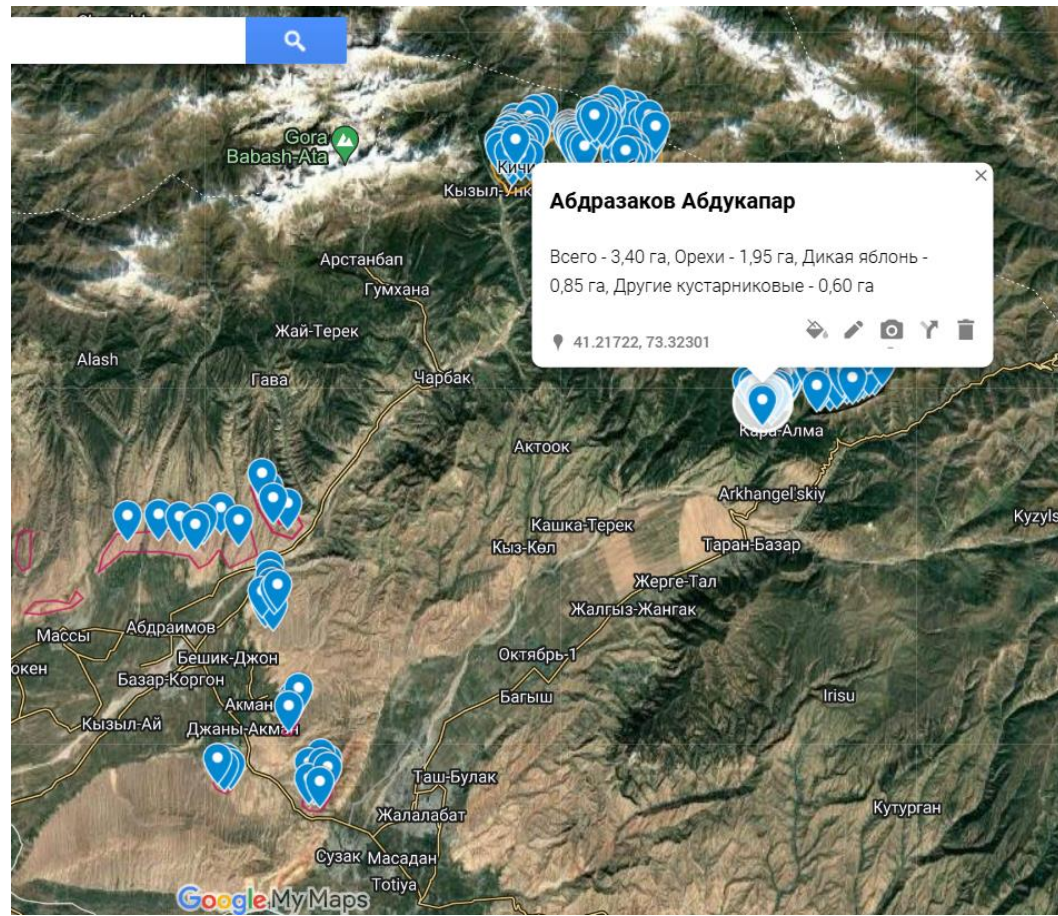 Gora
Babash-Ata
Кызыл-Унк
Арстанбап
Гумхана
Жай-Терек
Alash
Гава
Чарбак
Абдразаков Абдукапар
Всего - 3,40 га, Орехи - 1,95 га, Дикая яблонь -
0,85 га, Другие кустарниковые - 0,60 га
41.21722, 73.32301
Кара-Алма
Актоок
Arkhangel'skiy
Kyzyls
Кашка-Терек
Кыз-Көл
Таран-Базар
Жерге-Тал
Жалгыз-Жангак
Массы
Абдраимов
окен
Бешик-Джон
Базар-Коргон
Октябрь-1
Багыш
Irisu
Акман
Кызыл-Ай
Джаны-Акман
Таш-Булак
Жалалабат
Кутурган
Сузак
Масадан
Totiya
Google My Maps